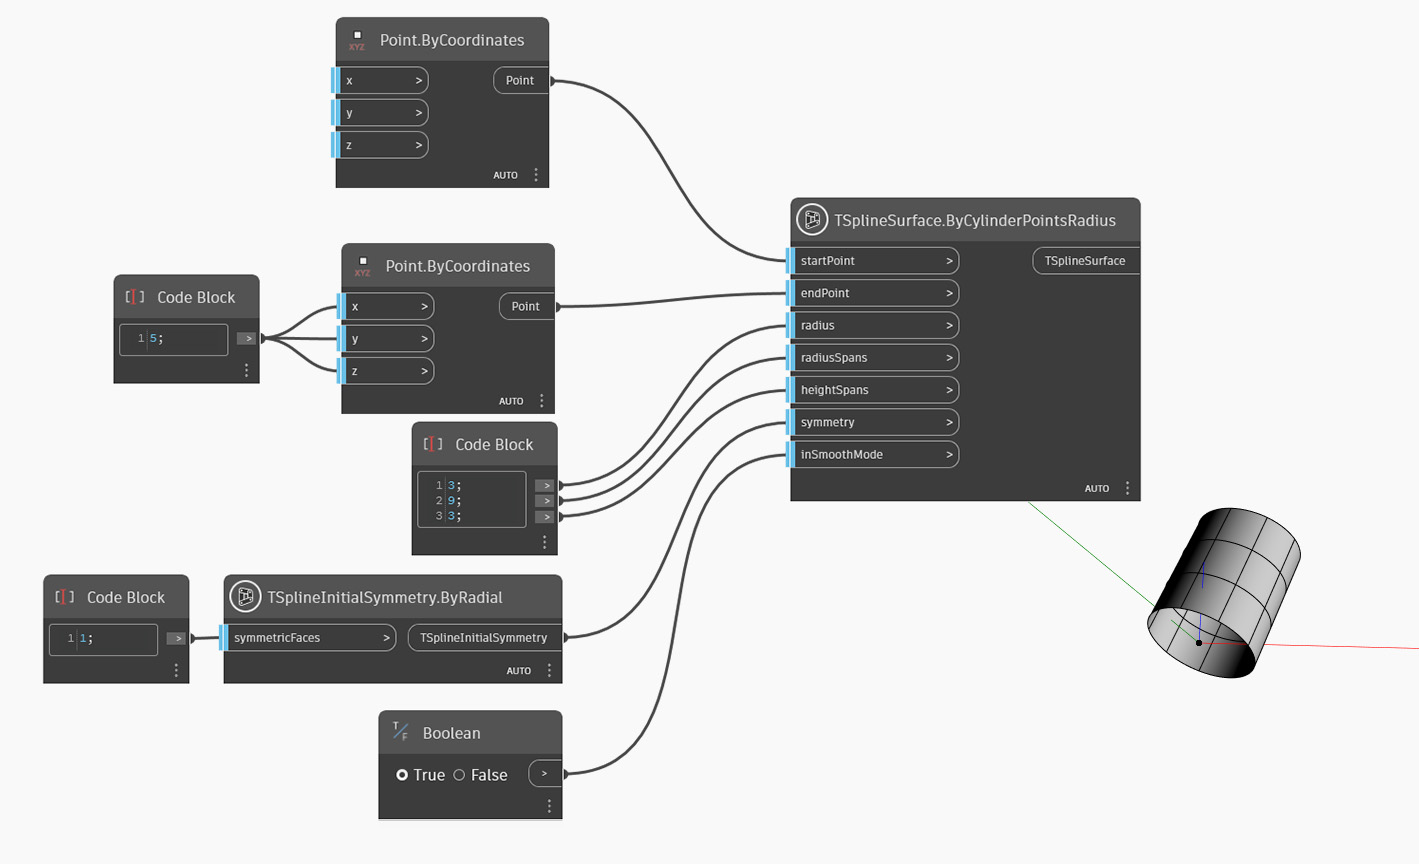 XYZ Point.ByCoordinates
x > Point
y >
z >
AUTO
XYZ Point.ByCoordinates
x > Point
y >
z >
AUTO
[I] Code Block
1 5; >
[I] Code Block
1 3; >
2 9; >
3 3; >
[I] Code Block
1 1; >
TSplineInitialSymmetry.ByRadial
symmetricFaces > TSplineInitialSymmetry
AUTO
T/F Boolean
True False >
TSplineSurface.ByCylinderPointsRadius
startPoint > TSplineSurface
endPoint >
radius >
radiusSpans >
heightSpans >
symmetry >
inSmoothMode >
AUTO